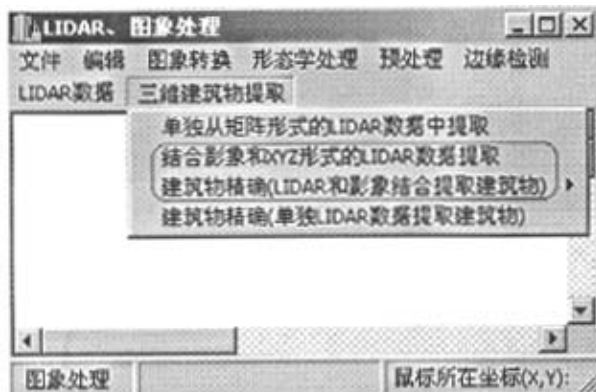 LIDAR、图象处理
文件 编辑 图象转换 形态学处理 预处理 边缘检测
LIDAR数据 三维建筑物提取
单独从矩阵形式的LIDAR数据中提取
结合影象和XYZ形式的LIDAR数据提取
建筑物精确(LIDAR和影象结合提取建筑物)
建筑物精确(单独LIDAR数据提取建筑物)
图象处理 鼠标所在坐标(X,Y):